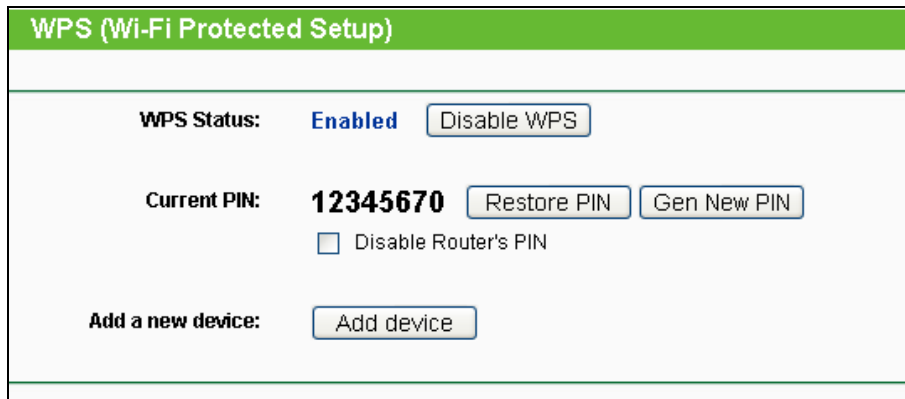 WPS (Wi-Fi Protected Setup)
WPS Status: Enabled Disable WPS
Current PIN: 12345670 Restore PIN Gen New PIN
Disable Router's PIN
Add a new device: Add device